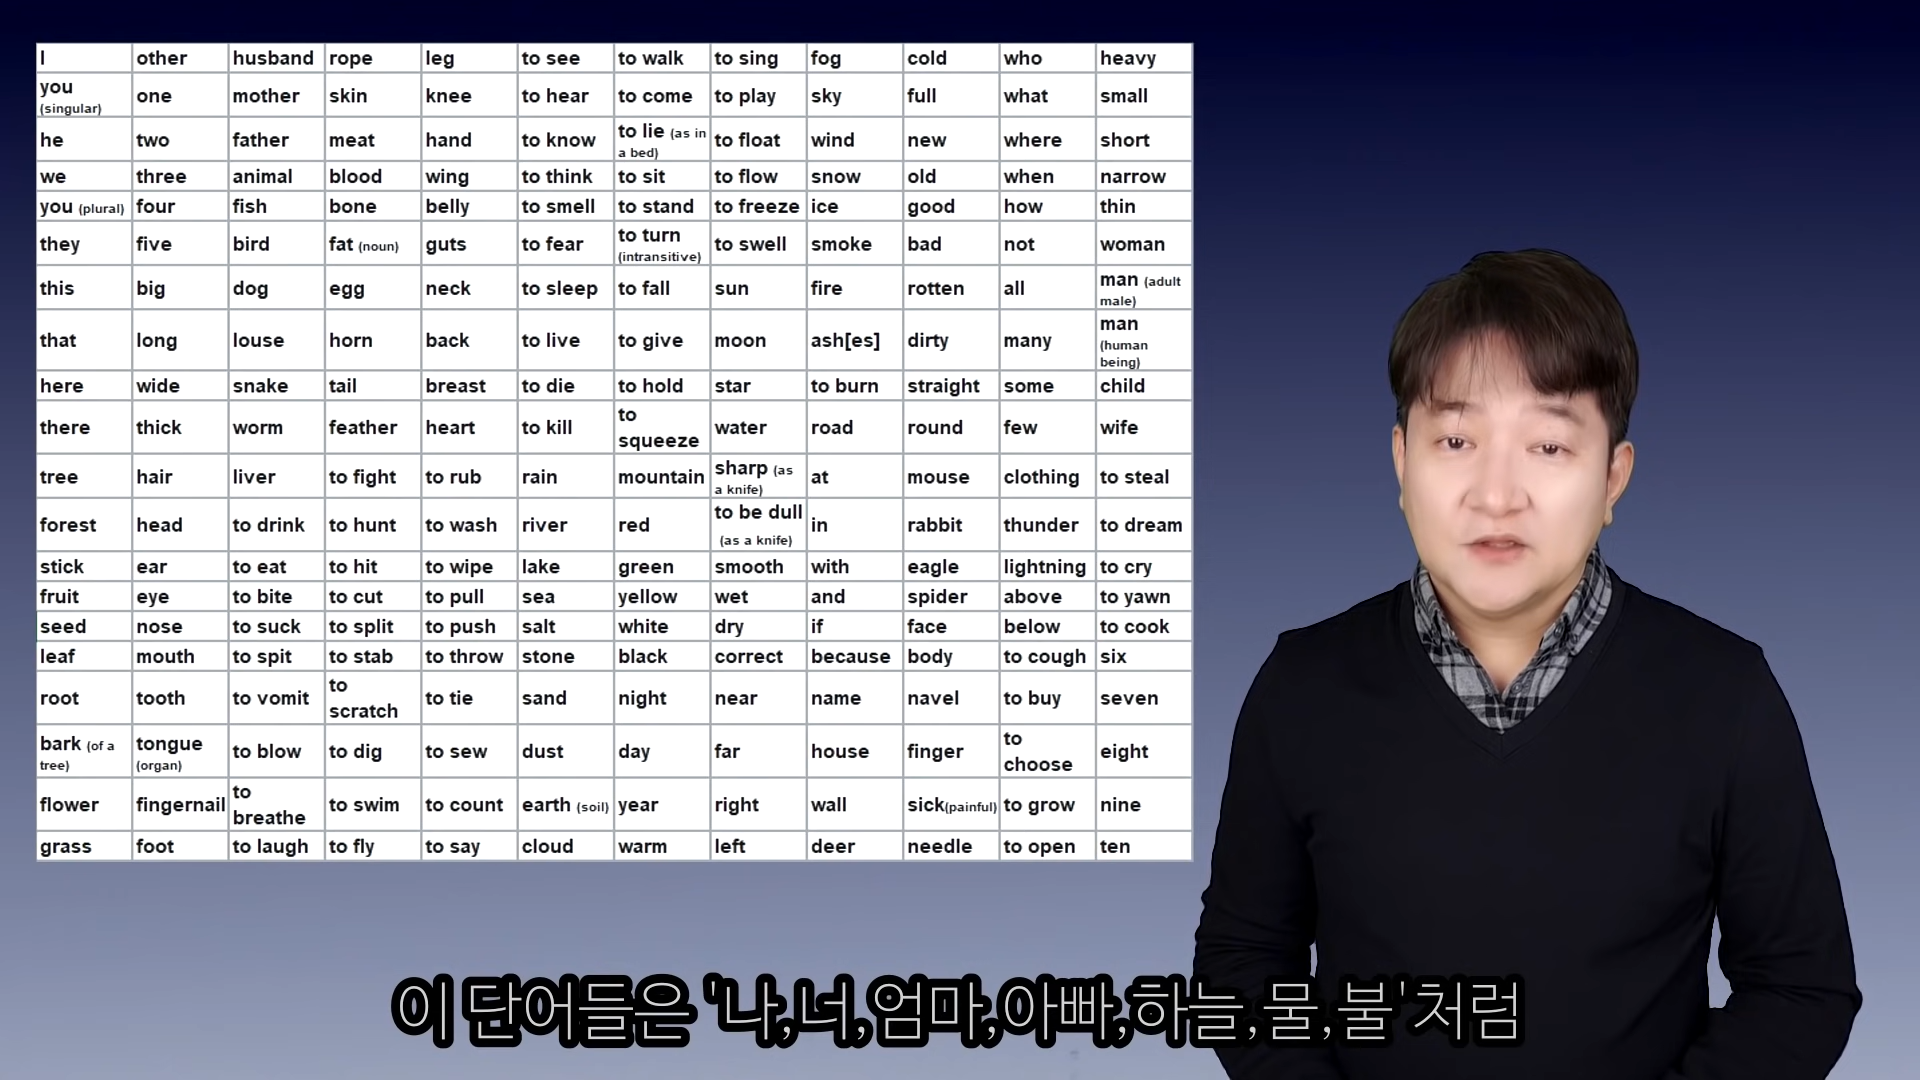 I other husband rope leg to see to walk to sing fog cold who heavy
you (singular) one mother skin knee to hear to come to play sky full what small
he two father meat hand to know to lie (as in a bed) to float wind new where short
we three animal blood wing to think to sit to flow snow old when narrow
you (plural) four fish bone belly to smell to stand to freeze ice good how thin
they five bird fat (noun) guts to fear to turn (intransitive) to swell smoke bad not woman
this big dog egg neck to sleep to fall sun fire rotten all man (adult male)
that long louse horn back to live to give moon ash[es] dirty many man (human being)
here wide snake tail breast to die to hold star to burn straight some child
there thick worm feather heart to kill to squeeze water road round few wife
tree hair liver to fight to rub rain mountain sharp (as a knife) at mouse clothing to steal
forest head to drink to hunt to wash river red to be dull (as a knife) in rabbit thunder to dream
stick ear to eat to hit to wipe lake green smooth with eagle lightning to cry
fruit eye to bite to cut to pull sea yellow wet and spider above to yawn
seed nose to suck to split to push salt white dry if face below to cook
leaf mouth to spit to stab to throw stone black correct because body to cough six
root tooth to vomit to scratch to tie sand night near name navel to buy seven
bark (of a tree) tongue (organ) to blow to dig to sew dust day far house finger to choose eight
flower fingernail to breathe to swim to count earth (soil) year right wall sick(painful) to grow nine
grass foot to laugh to fly to say cloud warm left deer needle to open ten
이 단어들은 '나,너,엄마,아빠,하늘,물,불'처럼